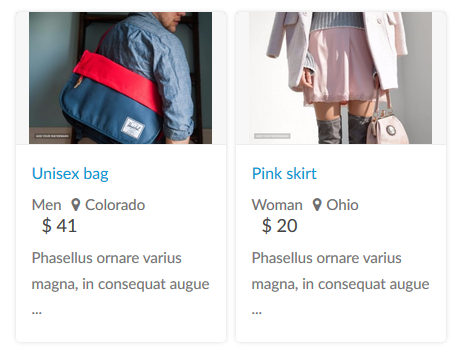 Unisex bag
Men Colorado
$ 41
Phasellus ornare varius
magna, in consequat augue
...
Pink skirt
Woman Ohio
$ 20
Phasellus ornare varius
magna, in consequat augue
...